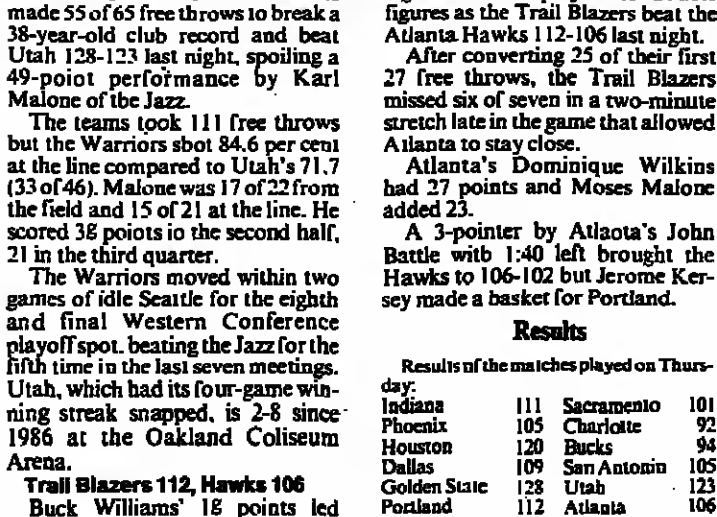 made 55 of 65 free throws to break a
38-year-old club record and beat
Utah 128-123 last night, spoiling a
49-point performance by Karl
Malone of the Jazz.
The teams took 111 free throws
but the Warriors shot 84.6 per cent
at the line compared to Utah's 71.7
(33 of 46). Malone was 17 of 22 from
the field and 15 of 21 at the line. He
scored 38 points in the second half,
21 in the third quarter.
The Warriors moved within two
games of idle Seattle for the eighth
and final Western Conference
playoff spot. beating the Jazz for the
fifth time in the last seven meetings.
Utah, which had its four-game win-
ning streak snapped, is 2-8 since
1986 at the Oakland Coliseum
Arena.
Trail Blazers 112, Hawks 106
Buck Williams' 18 points led
figures as the Trail Blazers beat the
Atlanta Hawks 112-106 last night.
After converting 25 of their first
27 free throws, the Trail Blazers
missed six of seven in a two-minute
stretch late in the game that allowed
Atlanta to stay close.
Atlanta's Dominique Wilkins
had 27 points and Moses Malone
added 23.
A 3-pointer by Atlanta's John
Battle with 1:40 left brought the
Hawks to 106-102 but Jerome Ker-
sey made a basket for Portland.
Results
Results of the matches played on Thurs-
day:
Indiana 111 Sacramento 101
Phoenix 105 Charlotte 92
Houston 120 Bucks 94
Dallas 109 San Antonio 105
Golden State 128 Utah 123
Portland 112 Atlanta 106